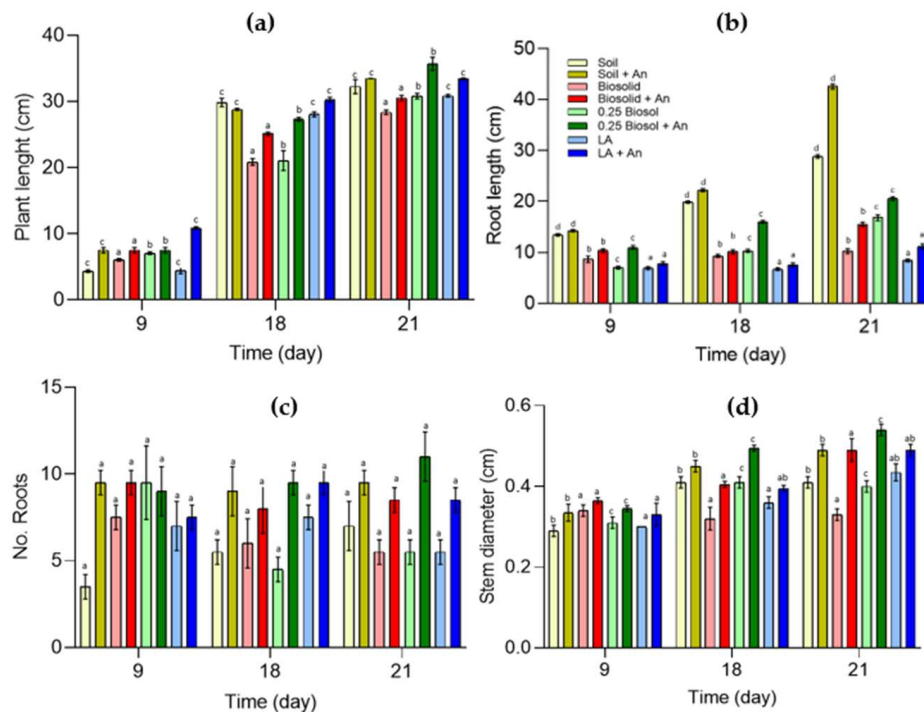 (a)
Plant lenght (cm)
40
30
20
10
0
c c a a b b c c
c c a a b b c c
c c a a b b c c
9 18 21
Time (day)
(b)
Root length (cm)
50
40
30
20
10
0
Soil
Soil + An
Biosolid
Biosolid + An
0.25 Biosol
0.25 Biosol + An
LA
LA + An
d d b b c c a a
d d b b c c a a
d d b b c c a a
9 18 21
Time (day)
(c)
No. Roots
15
10
5
0
a a a a a a a a
a a a a a a a a
a a a a a a a a
9 18 21
Time (day)
(d)
Stem diameter (cm)
0.6
0.4
0.2
0.0
b b a a c c a a
b b a a c c a ab
b b a a c c ab ab
9 18 21
Time (day)